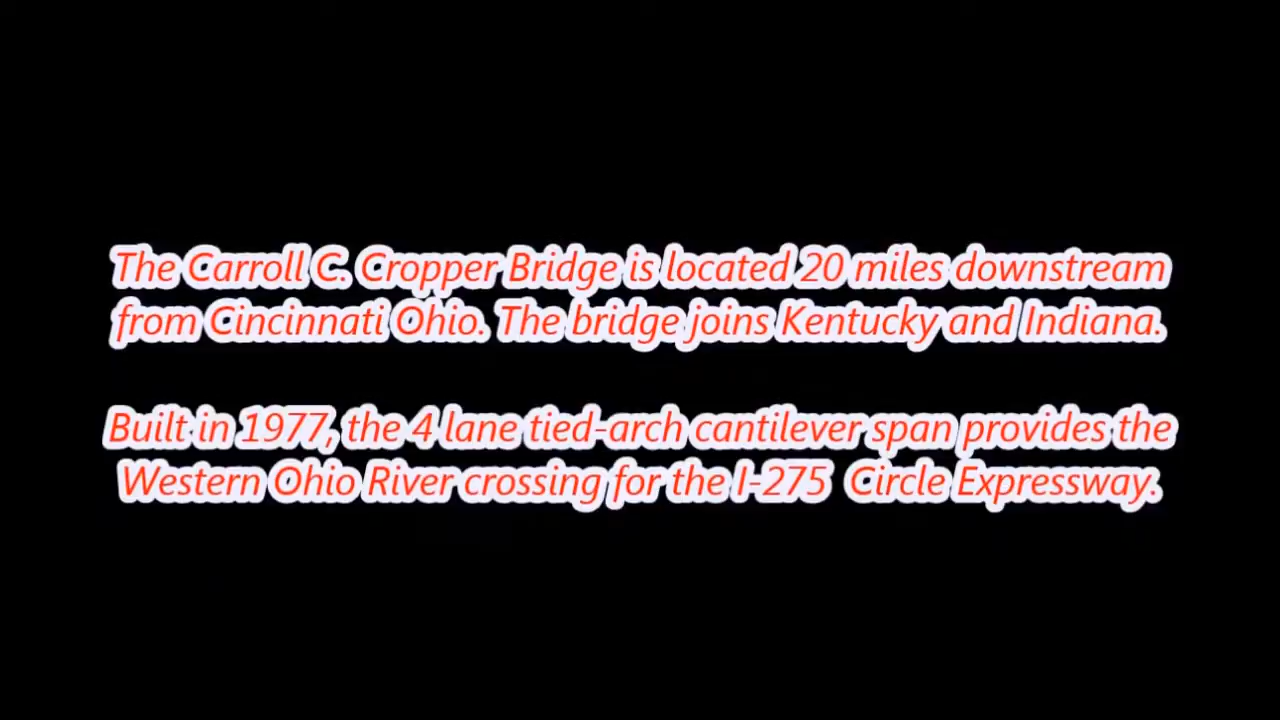 The Carroll C. Cropper Bridge is located 20 miles downstream
from Cincinnati Ohio. The bridge joins Kentucky and Indiana.
Built in 1977, the 4 lane tied-arch cantilever span provides the
Western Ohio River crossing for the I-275  Circle Expressway.